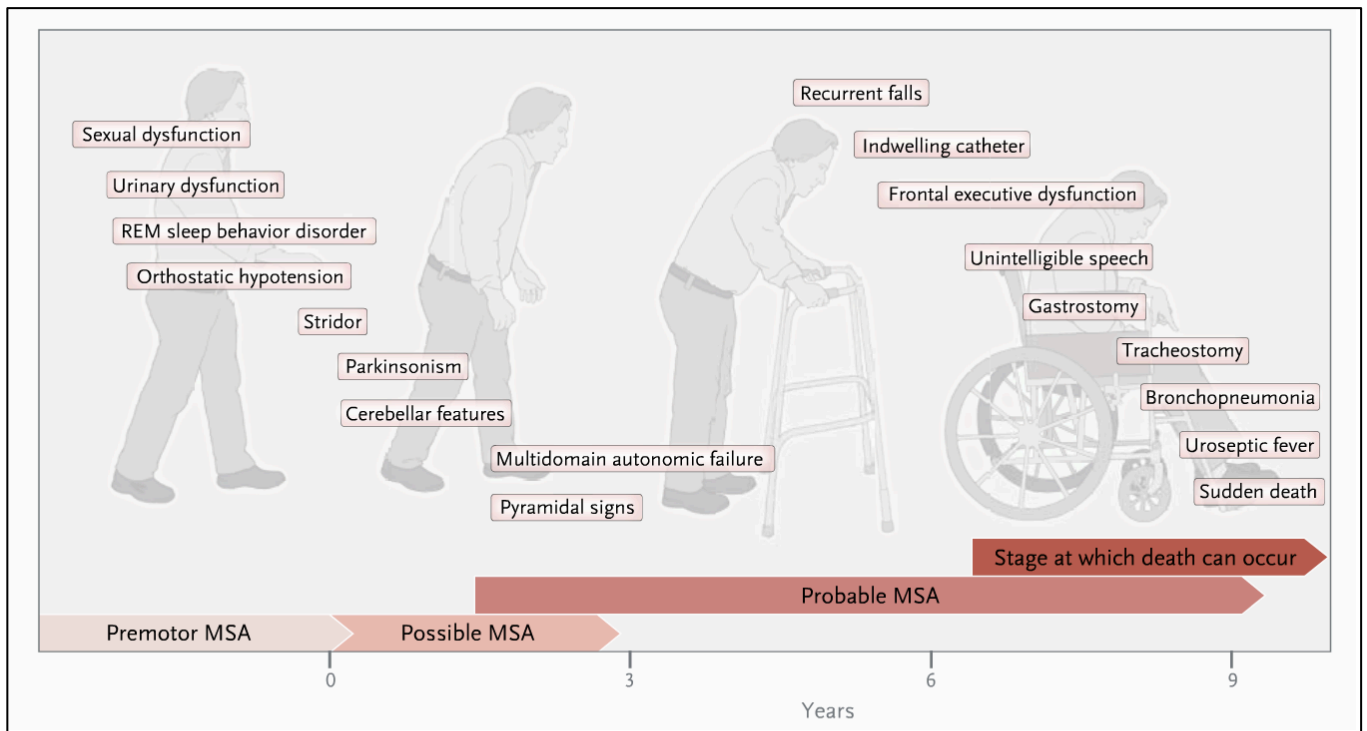 Recurrent falls
Sexual dysfunction
Indwelling catheter
Urinary dysfunction
Frontal executive dysfunction
REM sleep behavior disorder
Unintelligible speech
Orthostatic hypotension
Gastrostomy
Stridor
Tracheostomy
Parkinsonism
Bronchopneumonia
Cerebellar features
Uroseptic fever
Multidomain autonomic failure
Sudden death
Pyramidal signs
Stage at which death can occur
Probable MSA
Premotor MSA
Possible MSA
0
3
6
9
Years